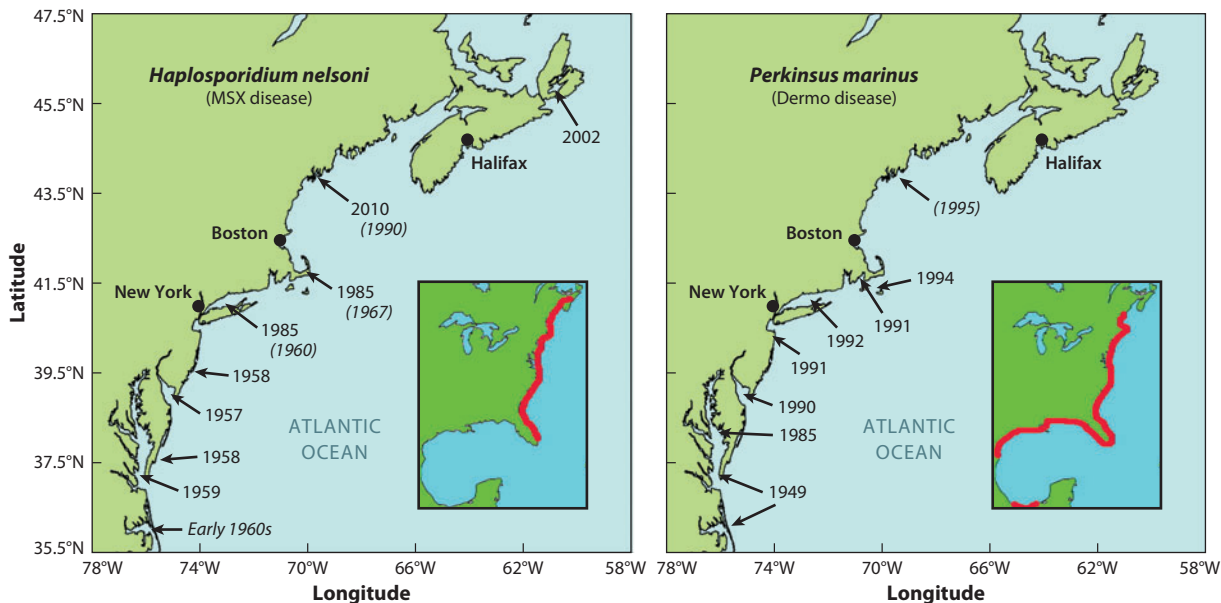 47.5°N
45.5°N
43.5°N
41.5°N
39.5°N
37.5°N
35.5°N
Latitude
Haplosporidium nelsoni
(MSX disease)
2002
Halifax
2010
(1990)
Boston
1985
(1967)
New York
1985
(1960)
1958
1957
1958
1959
Early 1960s
ATLANTIC
OCEAN
78°W
74°W
70°W
66°W
62°W
58°W
Longitude
Perkinsus marinus
(Dermo disease)
Halifax
(1995)
Boston
1994
1991
New York
1992
1991
1990
1985
1949
ATLANTIC
OCEAN
78°W
74°W
70°W
66°W
62°W
58°W
Longitude